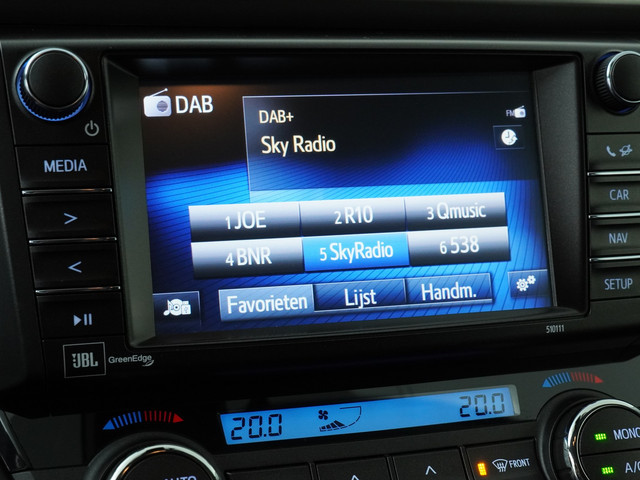 DAB
DAB+
FM
Sky Radio
MEDIA
>
<
1 JOE
2 R10
3 Qmusic
4 BNR
5 SkyRadio
6 538
Favorieten
Lijst
Handm.
CAR
NAV
SETUP
510111
JBL GreenEdge
20.0
20.0
AUTO
FRONT
MONO
A/C